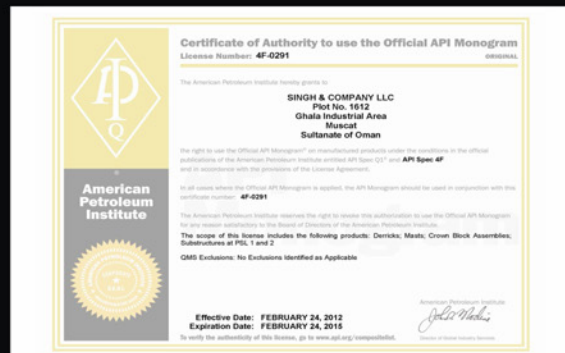 Certificate of Authority to use the Official API Monogram
License Number: 4F-0291
ORIGINAL
The American Petroleum Institute hereby grants to
SINGH & COMPANY LLC
Plot No. 1612
Ghala Industrial Area
Muscat
Sultanate of Oman
the right to use the Official API Monogram® on manufactured products under the conditions in the official
publications of the American Petroleum Institute entitled API Spec Q1® and API Spec 4F
and in accordance with the provisions of the License Agreement.
In all cases where the Official API Monogram is applied, the API Monogram should be used in conjunction with this
certificate number: 4F-0291
The American Petroleum Institute reserves the right to revoke this authorization to use the Official API Monogram
for any reason satisfactory to the Board of Directors of the American Petroleum Institute.
The scope of this license includes the following products: Derricks; Masts; Crown Block Assemblies;
Substructures at PSL 1 and 2
QMS Exclusions: No Exclusions Identified as Applicable
Effective Date: FEBRUARY 24, 2012
Expiration Date: FEBRUARY 24, 2015
To verify the authenticity of this license, go to www.api.org/compositelist.
American Petroleum Institute
Director of Global Industry Services
API
Q
®
American
Petroleum
Institute